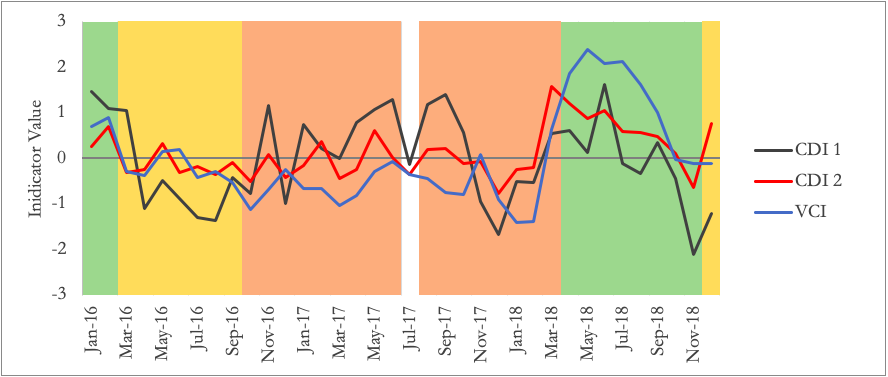 3
2
1
0
-1
-2
-3
Inidicator Value
Jan-16
Mar-16
May-16
Jul-16
Sep-16
Nov-16
Jan-17
Mar-17
May-17
Jul-17
Sep-17
Nov-17
Jan-18
Mar-18
May-18
Jul-18
Sep-18
Nov-18
CDI 1
CDI 2
VCI